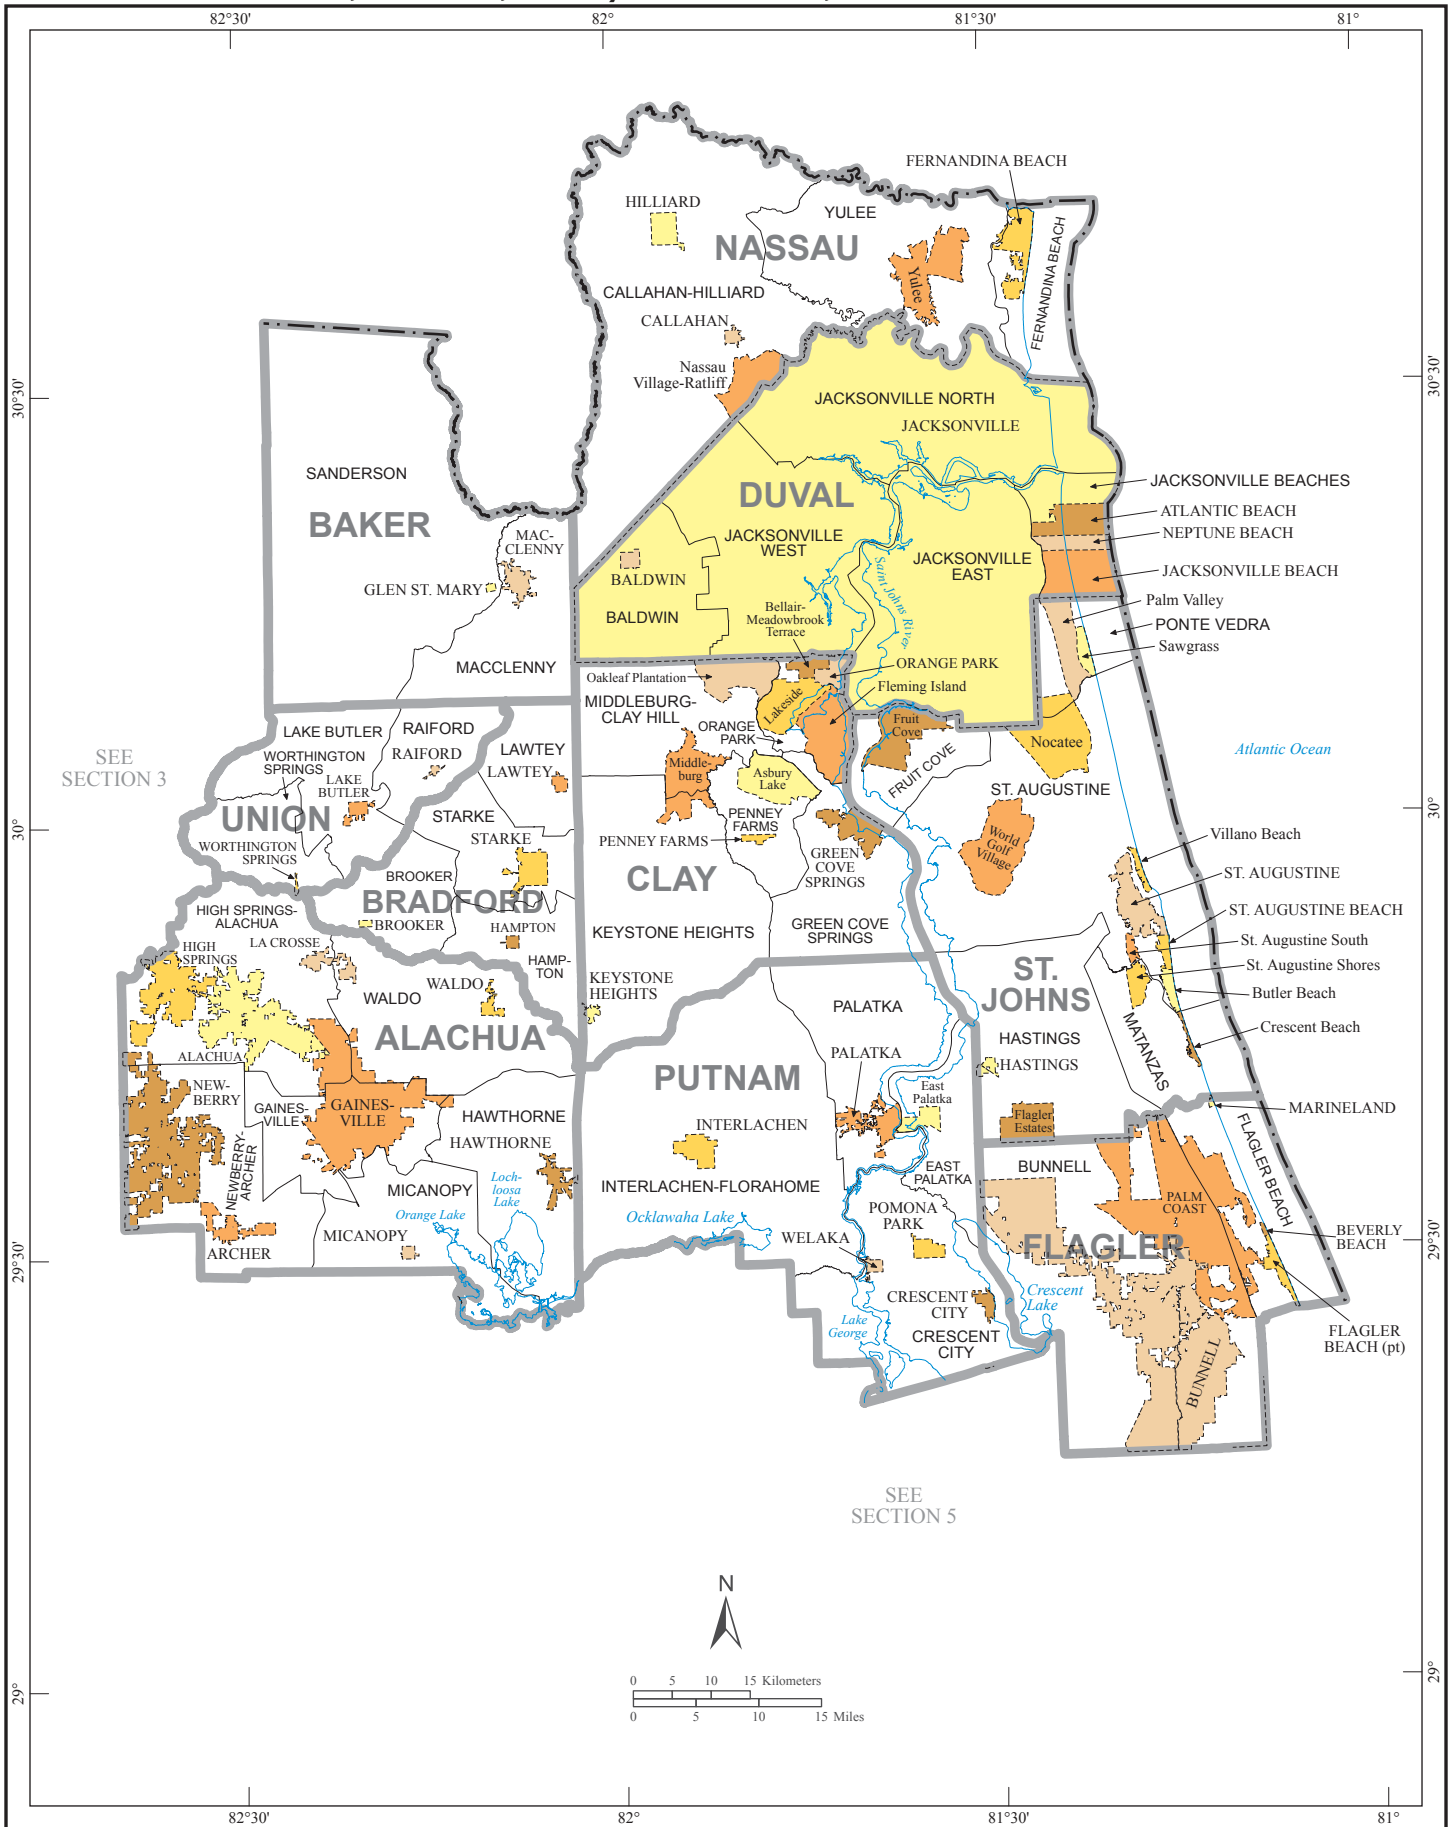 82°30'
82°
81°30'
81°
FERNANDINA BEACH
HILLIARD
YULEE
NASSAU
FERNANDINA BEACH
Yulee
CALLAHAN-HILLIARD
CALLAHAN
Nassau
Village-Ratliff
30°30'
30°30'
JACKSONVILLE NORTH
JACKSONVILLE
SANDERSON
BAKER
DUVAL
JACKSONVILLE BEACHES
ATLANTIC BEACH
NEPTUNE BEACH
MAC-
CLENNY
JACKSONVILLE
WEST
JACKSONVILLE
EAST
JACKSONVILLE BEACH
GLEN ST. MARY
BALDWIN
Saint Johns River
Palm Valley
BALDWIN
Bellair-
Meadowbrook
Terrace
PONTE VEDRA
Sawgrass
MACCLENNY
Oakleaf Plantation
ORANGE PARK
Fleming Island
MIDDLEBURG-
CLAY HILL
Lakeside
Fruit
Cove
LAKE BUTLER
RAIFORD
ORANGE
PARK
Nocatee
SEE
SECTION 3
WORTHINGTON
SPRINGS
RAIFORD
LAWTEY
Atlantic Ocean
LAKE
BUTLER
LAWTEY
Middle-
burg
Asbury
Lake
FRUIT COVE
ST. AUGUSTINE
30°
30°
UNION
STARKE
PENNEY
FARMS
STARKE
PENNEY FARMS
World
Golf
Village
Villano Beach
WORTHINGTON
SPRINGS
GREEN
COVE
SPRINGS
ST. AUGUSTINE
BROOKER
BRADFORD
CLAY
HIGH SPRINGS-
ALACHUA
BROOKER
HAMPTON
ST. AUGUSTINE BEACH
LA CROSSE
KEYSTONE HEIGHTS
GREEN COVE
SPRINGS
St. Augustine South
HIGH
SPRINGS
HAMP-
TON
St. Augustine Shores
ST.
JOHNS
WALDO
WALDO
KEYSTONE
HEIGHTS
Butler Beach
PALATKA
MATANZAS
Crescent Beach
ALACHUA
HASTINGS
ALACHUA
PALATKA
HASTINGS
PUTNAM
NEW-
BERRY
East
Palatka
MARINELAND
GAINES-
VILLE
GAINES-
VILLE
HAWTHORNE
Flagler
Estates
INTERLACHEN
FLAGLER BEACH
HAWTHORNE
NEWBERRY-
ARCHER
EAST
PALATKA
BUNNELL
MICANOPY
Loch-
loosa
Lake
INTERLACHEN-FLORAHOME
PALM
COAST
POMONA
PARK
Orange Lake
Ocklawaha Lake
29°30'
29°30'
ARCHER
MICANOPY
WELAKA
FLAGLER
BEVERLY
BEACH
CRESCENT
CITY
Crescent
Lake
Lake
George
CRESCENT
CITY
FLAGLER
BEACH (pt)
BUNNELL
SEE
SECTION 5
N
0 5 10 15 Kilometers
0 5 10 15 Miles
29°
29°
82°30'
82°
81°30'
81°